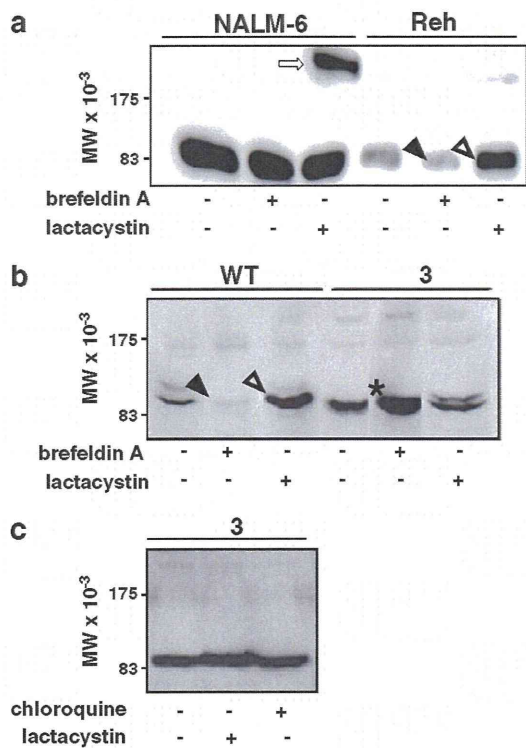 a
NALM-6 Reh
MW x 10-3
175
83
brefeldin A - + - - + -
lactacystin - - + - - +
b
WT 3
MW x 10-3
175
83
*
brefeldin A - + - - + -
lactacystin - - + - - +
c
3
MW x 10-3
175
83
chloroquine - - +
lactacystin - + -